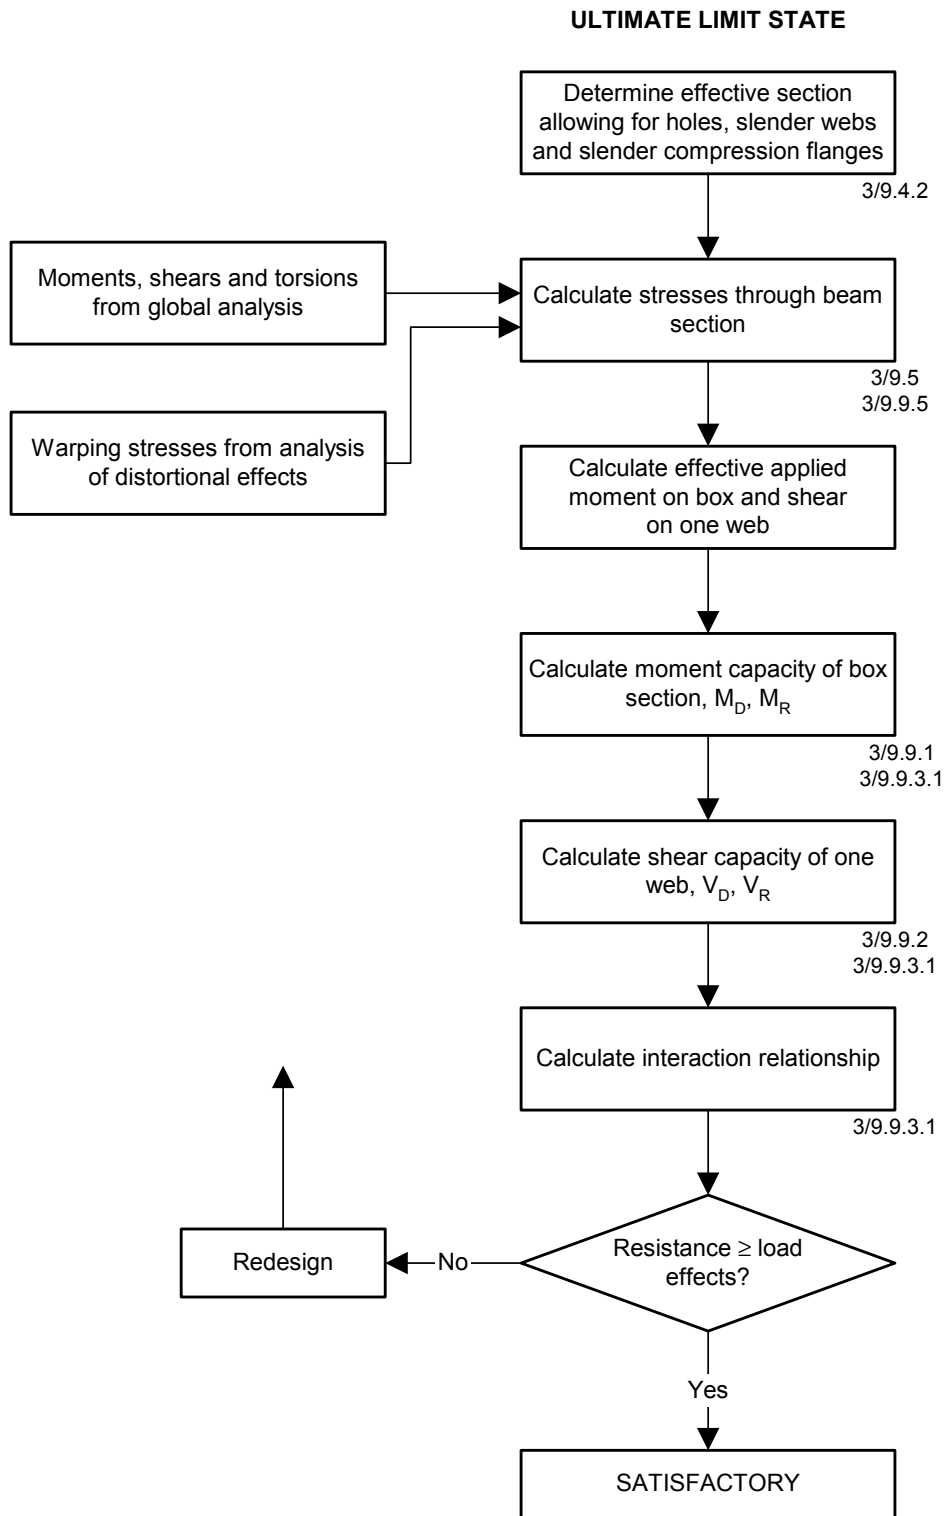 ULTIMATE LIMIT STATE
Determine effective section
allowing for holes, slender webs
and slender compression flanges
3/9.4.2
Moments, shears and torsions
from global analysis
Calculate stresses through beam
section
3/9.5
3/9.9.5
Warping stresses from analysis
of distortional effects
Calculate effective applied
moment on box and shear
on one web
Calculate moment capacity of box
section, M_D, M_R
3/9.9.1
3/9.9.3.1
Calculate shear capacity of one
web, V_D, V_R
3/9.9.2
3/9.9.3.1
Calculate interaction relationship
3/9.9.3.1
Resistance ≥ load
effects?
No
Redesign
Yes
SATISFACTORY